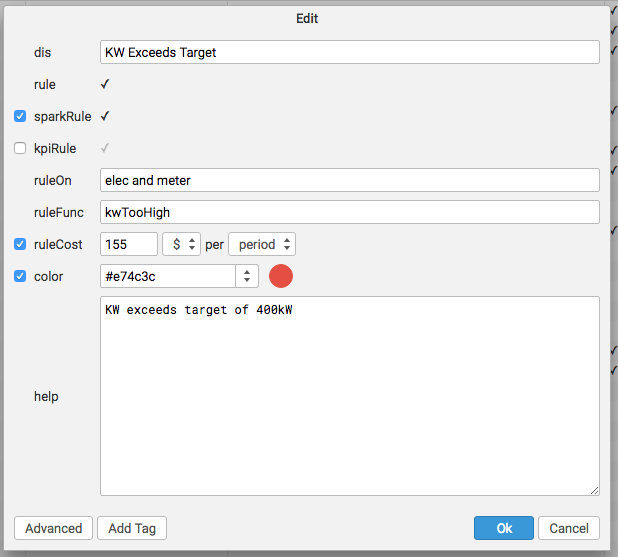 Edit
dis KW Exceeds Target
rule ✓
sparkRule ✓
kpiRule ✓
ruleOn elec and meter
ruleFunc kwTooHigh
ruleCost 155 $ per period
color #e74c3c
KW exceeds target of 400kW
help
Advanced Add Tag Ok Cancel